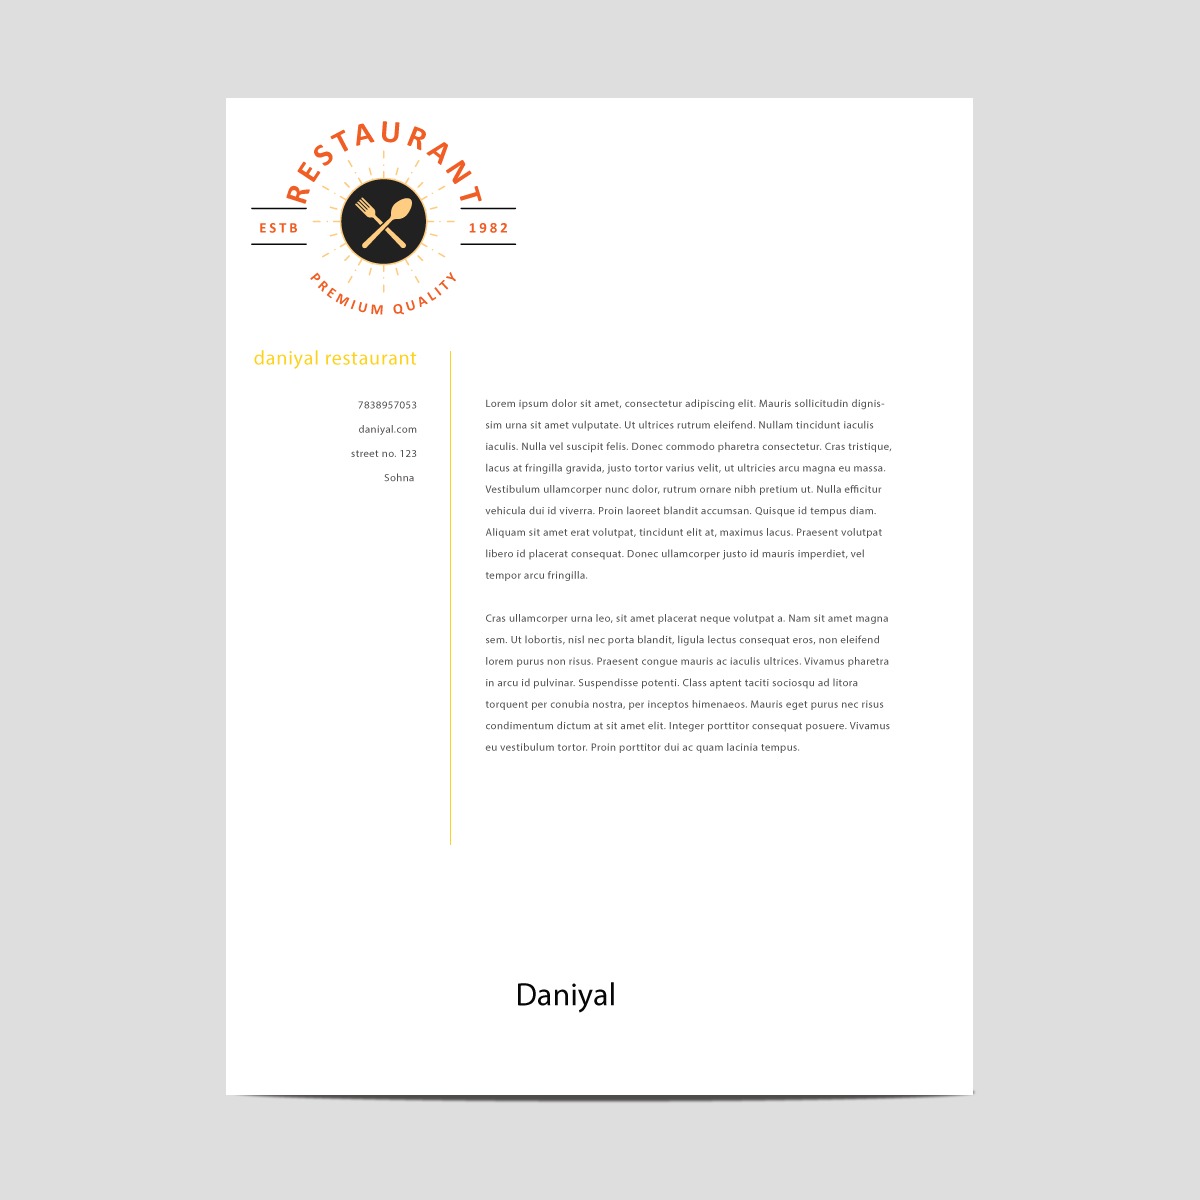 RESTAURANT
ESTB
1982
PREMIUM QUALITY
daniyal restaurant
7838957053
daniyal.com
street no. 123
Sohna
Lorem ipsum dolor sit amet, consectetur adipiscing elit. Mauris sollicitudin dignis-
sim urna sit amet vulputate. Ut ultrices rutrum eleifend. Nullam tincidunt iaculis
iaculis. Nulla vel suscipit felis. Donec commodo pharetra consectetur. Cras tristique,
lacus at fringilla gravida, justo tortor varius velit, ut ultricies arcu magna eu massa.
Vestibulum ullamcorper nunc dolor, rutrum ornare nibh pretium ut. Nulla efficitur
vehicula dui id viverra. Proin laoreet blandit accumsan. Quisque id tempus diam.
Aliquam sit amet erat volutpat, tincidunt elit at, maximus lacus. Praesent volutpat
libero id placerat consequat. Donec ullamcorper justo id mauris imperdiet, vel
tempor arcu fringilla.
Cras ullamcorper urna leo, sit amet placerat neque volutpat a. Nam sit amet magna
sem. Ut lobortis, nisl nec porta blandit, ligula lectus consequat eros, non eleifend
lorem purus non risus. Praesent congue mauris ac iaculis ultrices. Vivamus pharetra
in arcu id pulvinar. Suspendisse potenti. Class aptent taciti sociosqu ad litora
torquent per conubia nostra, per inceptos himenaeos. Mauris eget purus nec risus
condimentum dictum at sit amet elit. Integer porttitor consequat posuere. Vivamus
eu vestibulum tortor. Proin porttitor dui ac quam lacinia tempus.
Daniyal